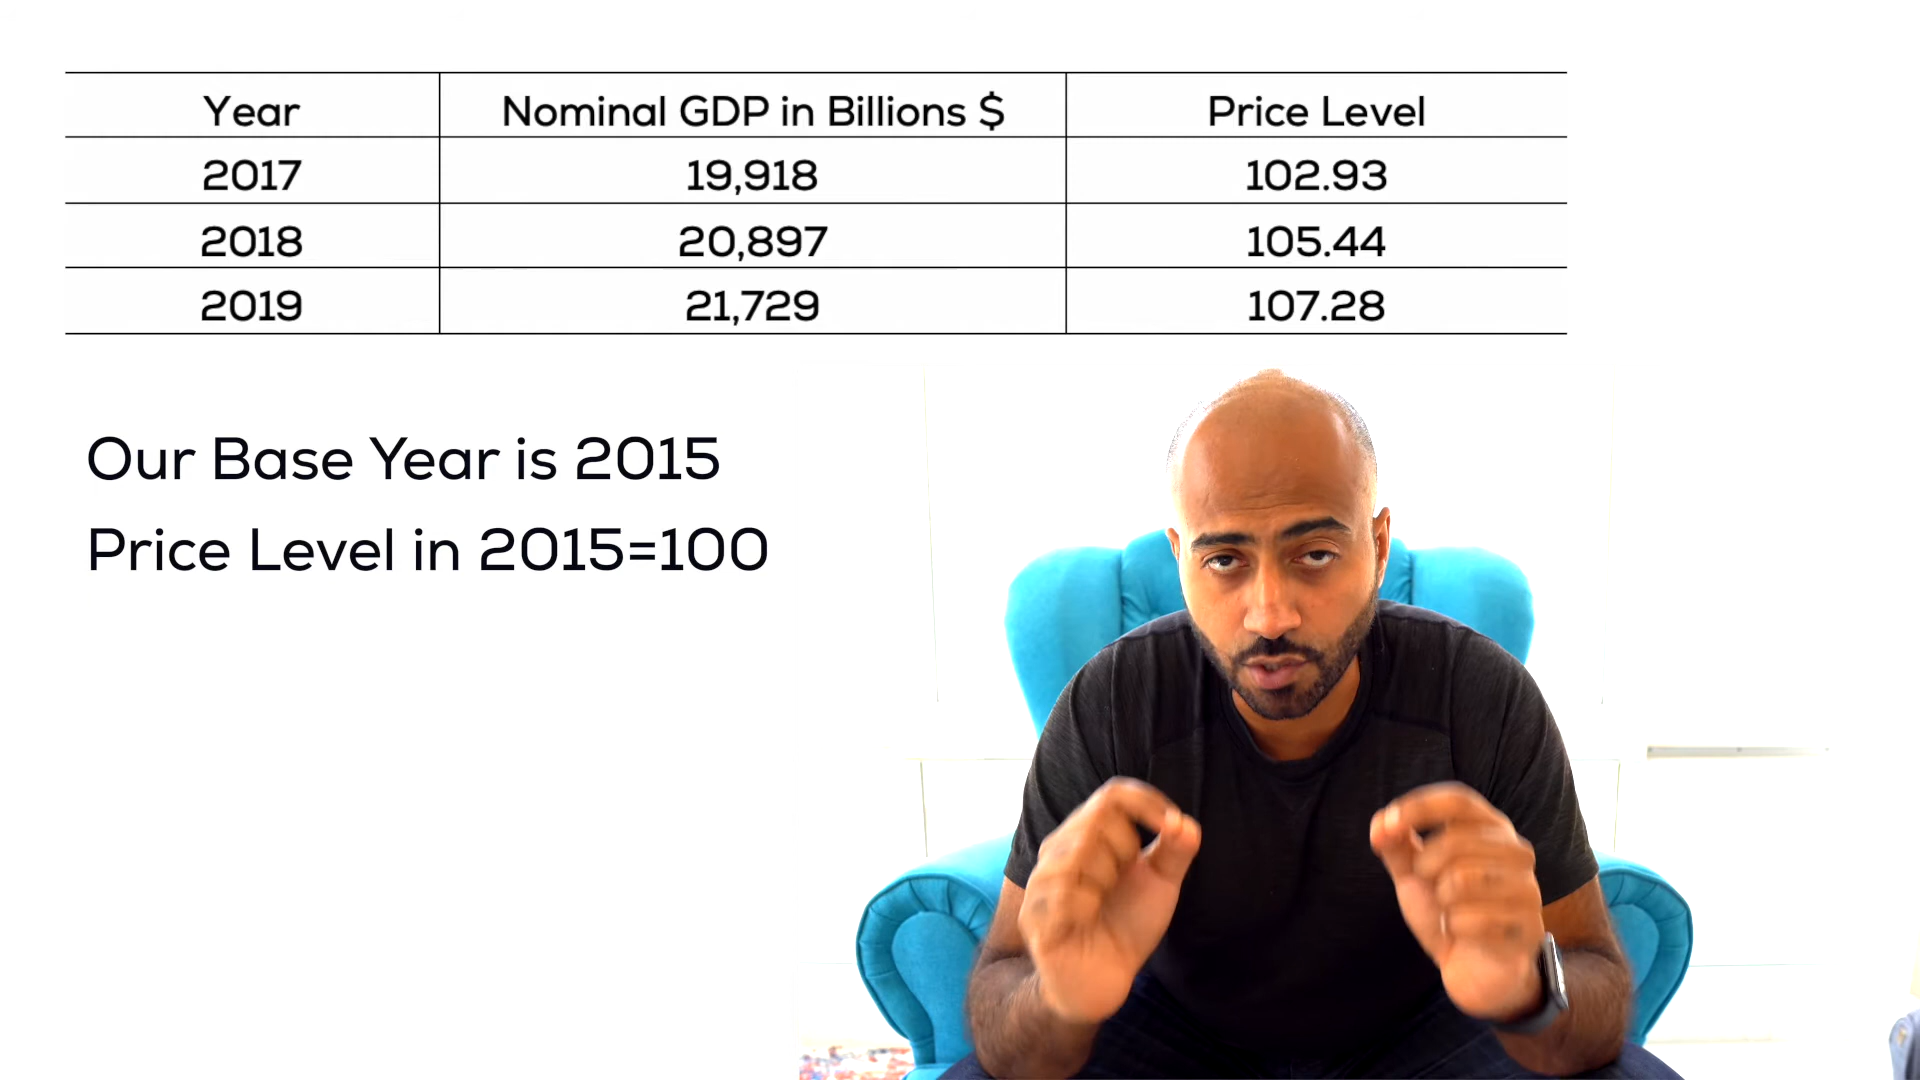 Year Nominal GDP in Billions $ Price Level
2017 19,918 102.93
2018 20,897 105.44
2019 21,729 107.28
Our Base Year is 2015
Price Level in 2015=100